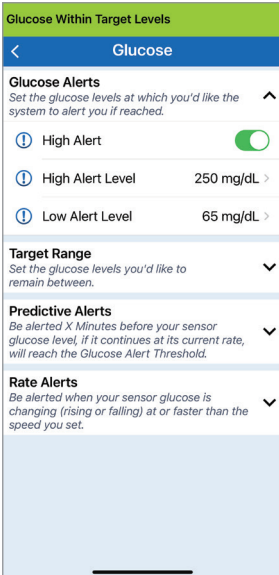 Glucose Within Target Levels
Glucose
Glucose Alerts
Set the glucose levels at which you'd like the
system to alert you if reached.
High Alert
High Alert Level 250 mg/dL
Low Alert Level 65 mg/dL
Target Range
Set the glucose levels you'd like to
remain between.
Predictive Alerts
Be alerted X Minutes before your sensor
glucose level, if it continues at its current rate,
will reach the Glucose Alert Threshold.
Rate Alerts
Be alerted when your sensor glucose is
changing (rising or falling) at or faster than the
speed you set.